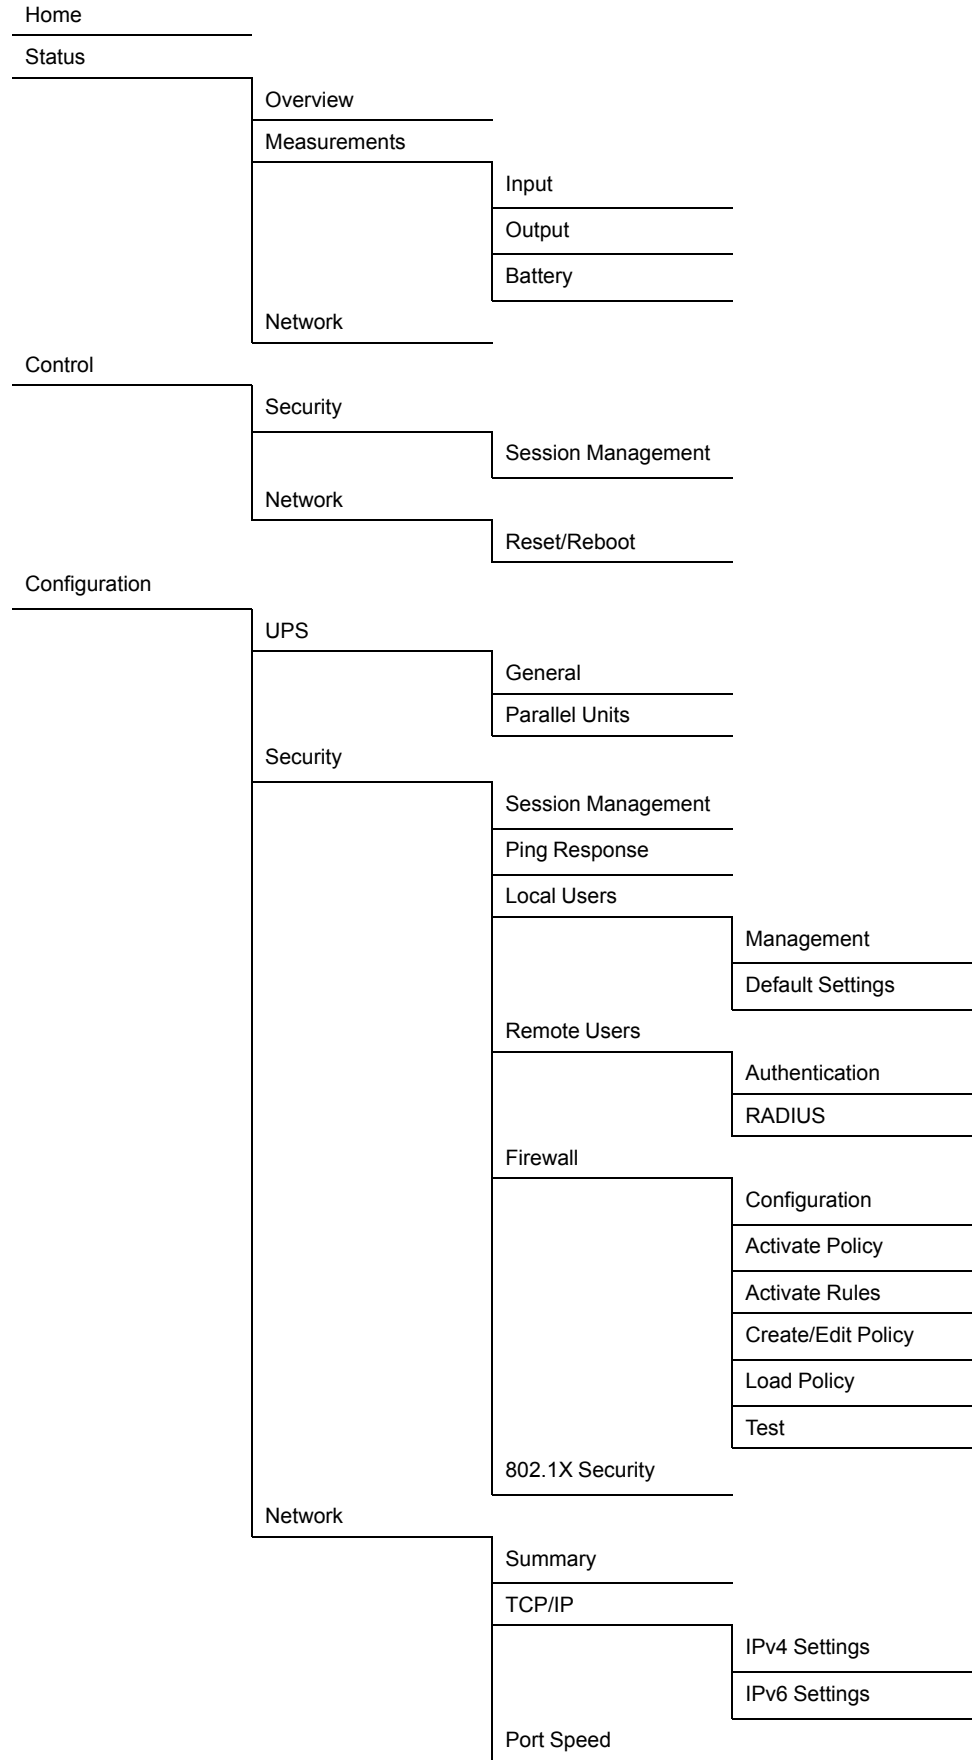 Home
Status
Overview
Measurements
Input
Output
Battery
Network
Control
Security
Session Management
Network
Reset/Reboot
Configuration
UPS
General
Parallel Units
Security
Session Management
Ping Response
Local Users
Management
Default Settings
Remote Users
Authentication
RADIUS
Firewall
Configuration
Activate Policy
Activate Rules
Create/Edit Policy
Load Policy
Test
802.1X Security
Network
Summary
TCP/IP
IPv4 Settings
IPv6 Settings
Port Speed